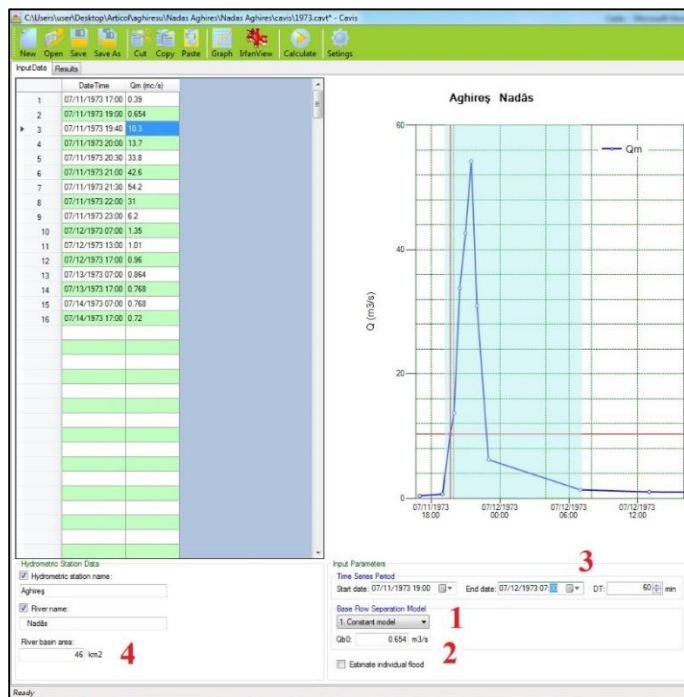 C:\Users\user\Desktop\Articol\aghiresu\Nadas Aghires\Nadas Aghires\cavis\1973.cavt* - Cavis
New Open Save Save As Cut Copy Paste Graph IrfanView Calculate Setings
InputData Results
DateTime Qm (mc/s)
1 07/11/1973 17:00 0.39
2 07/11/1973 19:00 0.654
3 07/11/1973 19:40 10.3
4 07/11/1973 20:00 13.7
5 07/11/1973 20:30 33.8
6 07/11/1973 21:00 42.6
7 07/11/1973 21:30 54.2
8 07/11/1973 22:00 31
9 07/11/1973 23:00 6.2
10 07/12/1973 07:00 1.35
11 07/12/1973 13:00 1.01
12 07/12/1973 17:00 0.96
13 07/13/1973 07:00 0.864
14 07/13/1973 17:00 0.768
15 07/14/1973 07:00 0.768
16 07/14/1973 17:00 0.72
Aghireş Nadăs
Qm
Q (m3/s)
60
40
20
0
07/11/1973 18:00
07/12/1973 00:00
07/12/1973 06:00
07/12/1973 12:00
Hydrometric Station Data
Hydrometric station name:
Aghireş
River name:
Nadăs
River basin area:
46 km2
4
Input Parameters
3
Time Series Period
Start date: 07/11/1973 19:00 End date: 07/12/1973 07:00 DT: 60 min
Base Flow Separation Model
1. Constant model
1
Qb0: 0.654 m3/s
2
Estimate individual flood
Ready